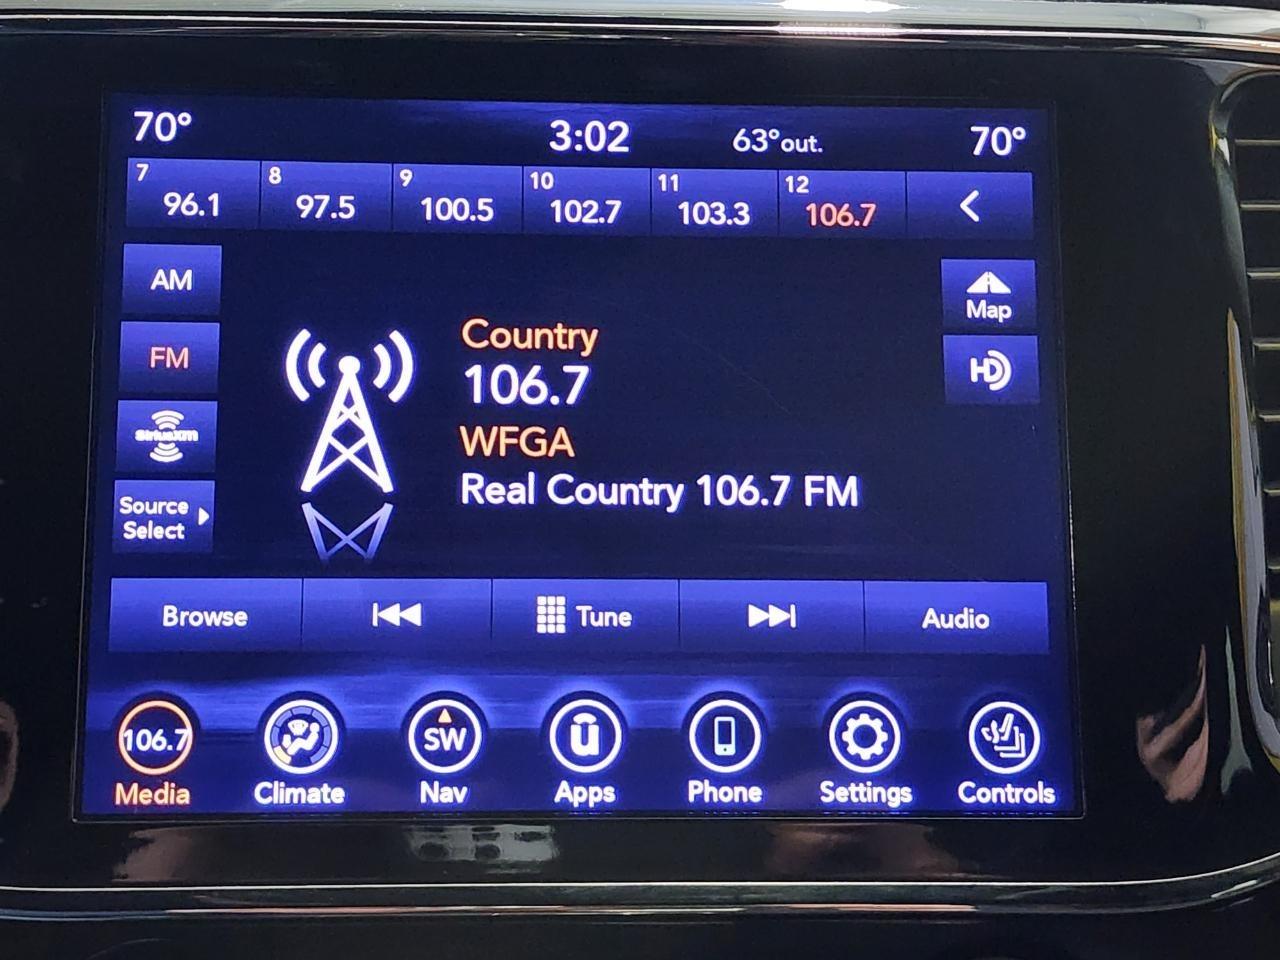 70° 3:02 63° out. 70°
7 8 9 10 11 12
96.1 97.5 100.5 102.7 103.3 106.7
AM
Map
Country
106.7
FM
HD
WFGA
SiriusXM
Real Country 106.7 FM
Source
Select
Browse Tune Audio
106.7 SW u
Media Climate Nav Apps Phone Settings Controls